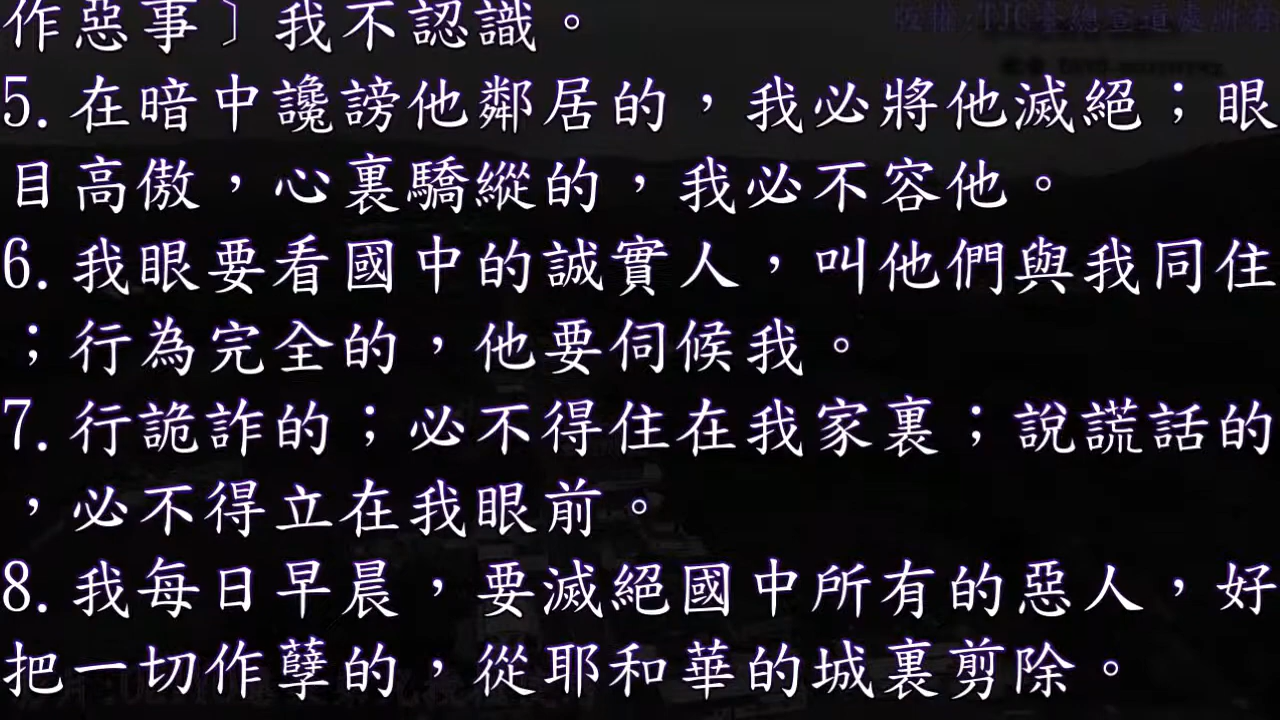 作惡事〕我不認識。
5.在暗中讒謗他鄰居的，我必將他滅絕；眼
目高傲，心裏驕縱的，我必不容他。
6.我眼要看國中的誠實人，叫他們與我同住
；行為完全的，他要伺候我。
7.行詭詐的；必不得住在我家裏；說謊話的
，必不得立在我眼前。
8.我每日早晨，要滅絕國中所有的惡人，好
把一切作孽的，從耶和華的城裏剪除。